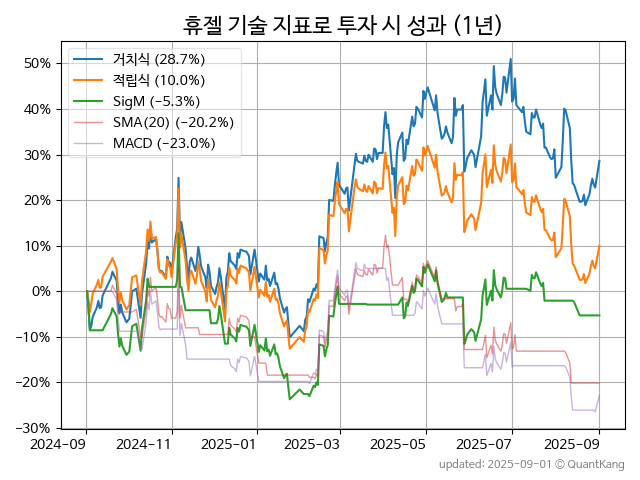 휴젤 기술 지표로 투자 시 성과 (1년)
거치식 (28.7%)
적립식 (10.0%)
SigM (−5.3%)
SMA(20) (−20.2%)
MACD (−23.0%)
50%
40%
30%
20%
10%
0%
−10%
−20%
−30%
2024-09 2024-11 2025-01 2025-03 2025-05 2025-07 2025-09
updated: 2025-09-01 © QuantKang